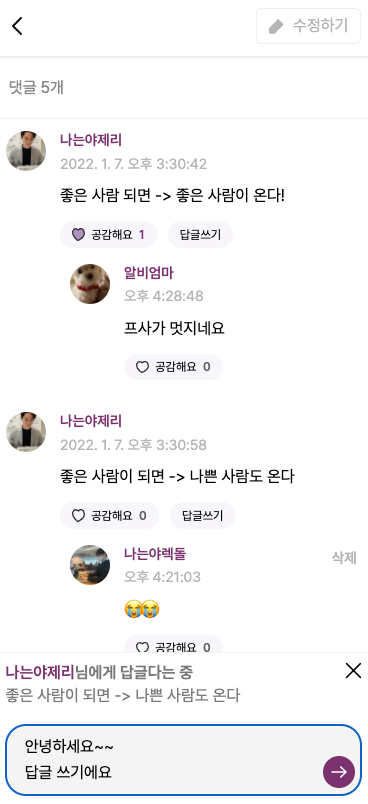 수정하기
댓글 5개
나는야제리
2022. 1. 7. 오후 3:30:42
좋은 사람 되면 -> 좋은 사람이 온다!
공감해요 1 답글쓰기
알비엄마
오후 4:28:48
프사가 멋지네요
공감해요 0
나는야제리
2022. 1. 7. 오후 3:30:58
좋은 사람이 되면 -> 나쁜 사람도 온다
공감해요 0 답글쓰기
나는야렉돌 삭제
오후 4:21:03
😭😭
공감해요 0
나는야제리님에게 답글다는 중
좋은 사람이 되면 -> 나쁜 사람도 온다
안녕하세요~~
답글 쓰기에요